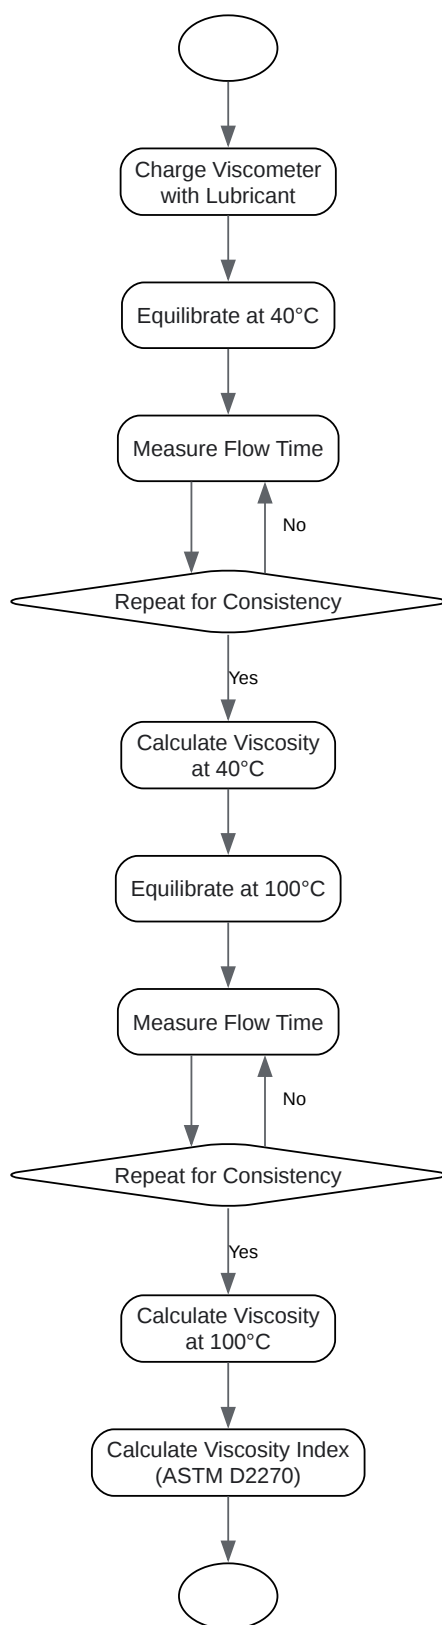 Charge Viscometer
with Lubricant
Equilibrate at 40°C
Measure Flow Time
No
Repeat for Consistency
Yes
Calculate Viscosity
at 40°C
Equilibrate at 100°C
Measure Flow Time
No
Repeat for Consistency
Yes
Calculate Viscosity
at 100°C
Calculate Viscosity Index
(ASTM D2270)